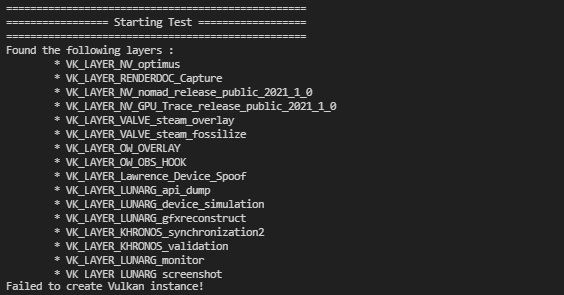 ==================================================
================= Starting Test ==================
==================================================
Found the following layers :
* VK_LAYER_NV_optimus
* VK_LAYER_RENDERDOC_Capture
* VK_LAYER_NV_nomad_release_public_2021_1_0
* VK_LAYER_NV_GPU_Trace_release_public_2021_1_0
* VK_LAYER_VALVE_steam_overlay
* VK_LAYER_VALVE_steam_fossilize
* VK_LAYER_OW_OVERLAY
* VK_LAYER_OW_OBS_HOOK
* VK_LAYER_Lawrence_Device_Spoof
* VK_LAYER_LUNARG_api_dump
* VK_LAYER_LUNARG_device_simulation
* VK_LAYER_LUNARG_gfxreconstruct
* VK_LAYER_KHRONOS_synchronization2
* VK_LAYER_KHRONOS_validation
* VK_LAYER_LUNARG_monitor
* VK_LAYER_LUNARG_screenshot
Failed to create Vulkan instance!